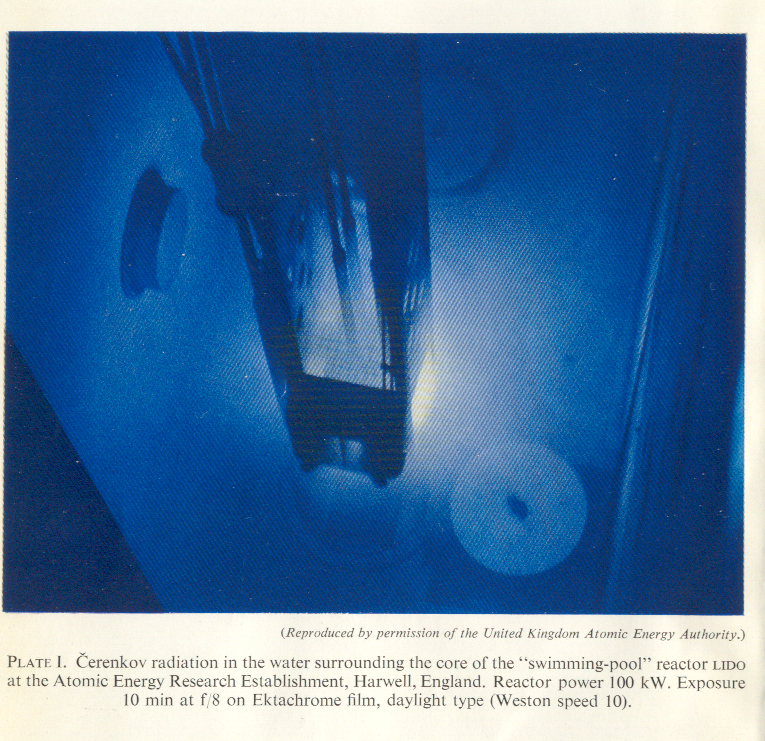 (Reproduced by permission of the United Kingdom Atomic Energy Authority.)
PLATE I. Čerenkov radiation in the water surrounding the core of the “swimming-pool” reactor LIDO
at the Atomic Energy Research Establishment, Harwell, England. Reactor power 100 kW. Exposure
10 min at f/8 on Ektachrome film, daylight type (Weston speed 10).